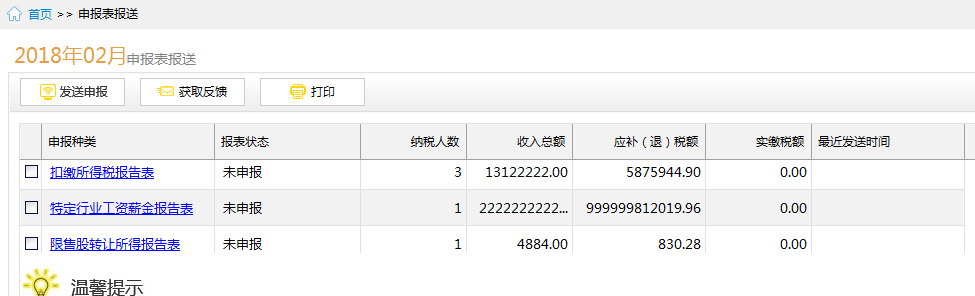 首页 >> 申报表报送
2018年02月申报表报送
发送申报 获取反馈 打印
申报种类 报表状态 纳税人数 收入总额 应补（退）税额 实缴税额 最近发送时间
扣缴所得税报告表 未申报 3 13122222.00 5875944.90 0.00
特定行业工资薪金报告表 未申报 1 2222222222... 999999812019.96 0.00
限售股转让所得报告表 未申报 1 4884.00 830.28 0.00
温馨提示